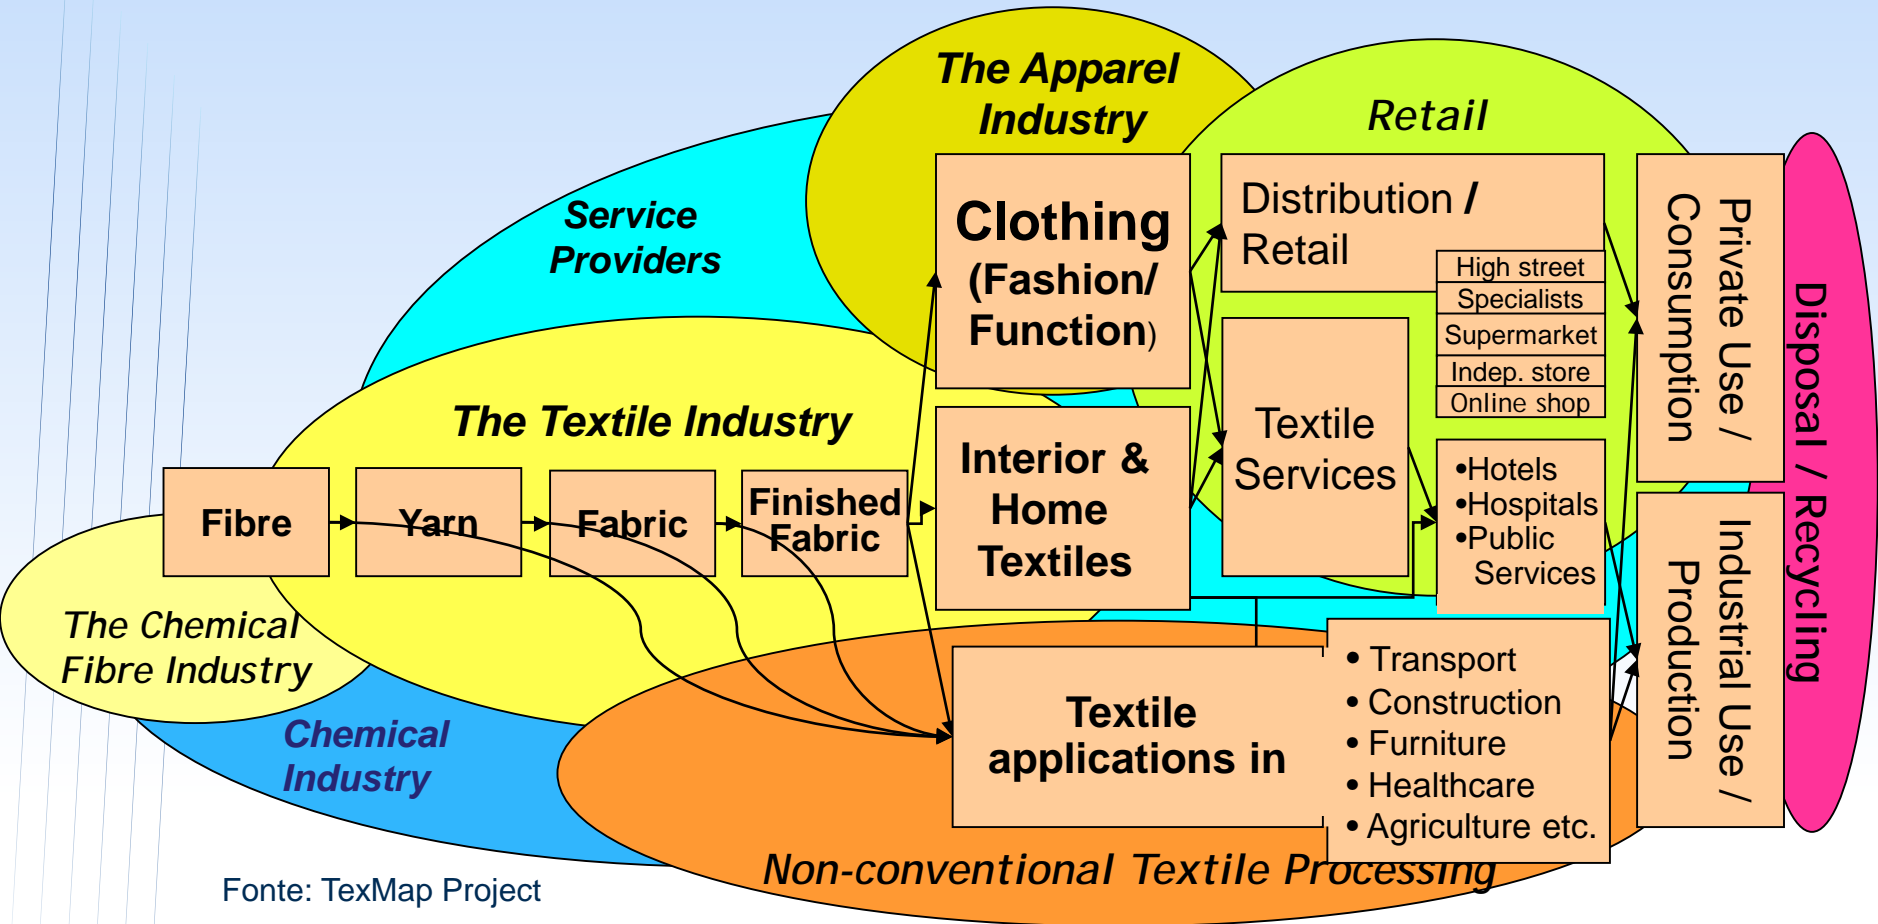 The Apparel
Industry
Retail
Service
Providers
Clothing
(Fashion/
Function)
Distribution /
Retail
High street
Specialists
Supermarket
Indep. store
Online shop
Private Use /
Consumption
Disposal / Recycling
The Textile Industry
Fibre
Yarn
Fabric
Finished
Fabric
Interior &
Home
Textiles
Textile
Services
•Hotels
•Hospitals
•Public
Services
Industrial Use /
Production
The Chemical
Fibre Industry
Chemical
Industry
Textile
applications in
• Transport
• Construction
• Furniture
• Healthcare
• Agriculture etc.
Non-conventional Textile Processing
Fonte: TexMap Project